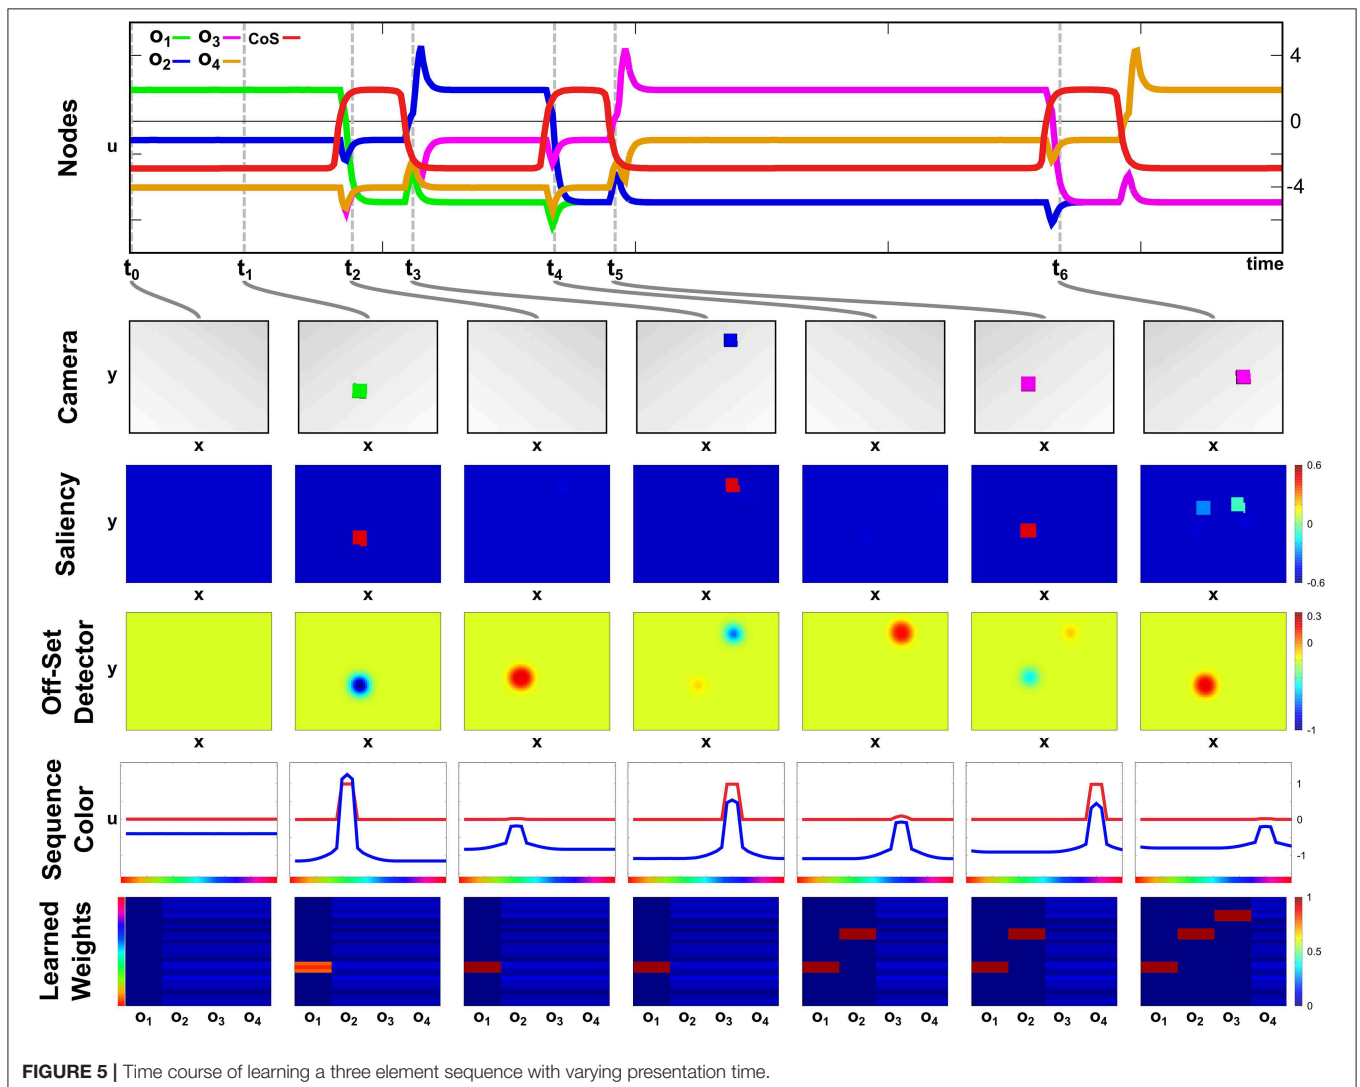 O1 O3 CoS
O2 O4
Nodes
u
4
0
-4
t0 t1 t2 t3 t4 t5 t6 time
Camera
y
x x x x x x x
Saliency
y
0.6
0
-0.6
x x x x x x x
Off-Set Detector
y
0.3
0
-1
x x x x x x x
Sequence Color
u
1
0
-1
Learned Weights
1
0.5
0
O1 O2 O3 O4 O1 O2 O3 O4 O1 O2 O3 O4 O1 O2 O3 O4 O1 O2 O3 O4 O1 O2 O3 O4 O1 O2 O3 O4
FIGURE 5 | Time course of learning a three element sequence with varying presentation time.